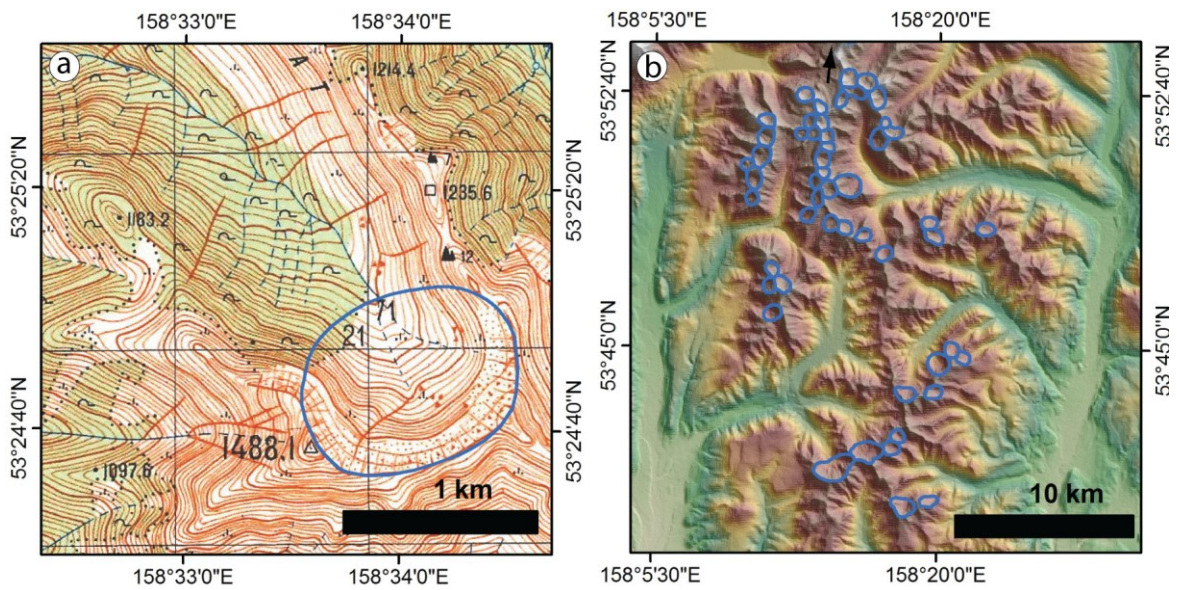 158°33'0"E
158°34'0"E
158°5'30"E
158°20'0"E
a
b
A
T
1214.4
53°25'20"N
53°25'20"N
1235.6
1183.2
12
71
21
53°24'40"N
53°24'40"N
1488.1
1097.6
1 km
158°33'0"E
158°34'0"E
53°52'40"N
53°52'40"N
53°45'0"N
53°45'0"N
10 km
158°5'30"E
158°20'0"E